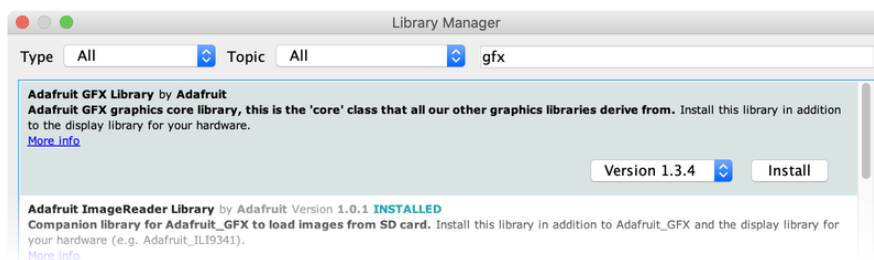 Library Manager
Type All Topic All gfx
Adafruit GFX Library by Adafruit
Adafruit GFX graphics core library, this is the 'core' class that all our other graphics libraries derive from. Install this library in addition
to the display library for your hardware.
More info
Version 1.3.4 Install
Adafruit ImageReader Library by Adafruit Version 1.0.1 INSTALLED
Companion library for Adafruit_GFX to load images from SD card. Install this library in addition to Adafruit_GFX and the display library for
your hardware (e.g. Adafruit_ILI9341).
More info